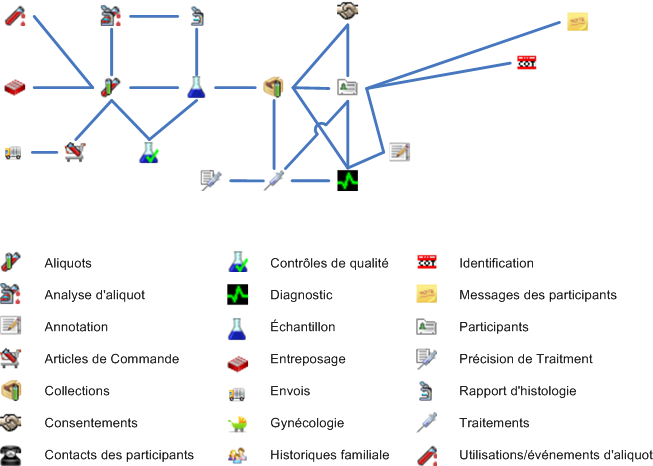 Aliquots
Contrôles de qualité
Identification
Analyse d'aliquot
Diagnostic
Messages des participants
Annotation
Échantillon
Participants
Articles de Commande
Entreposage
Précision de Traitment
Collections
Envois
Rapport d'histologie
Consentements
Gynécologie
Traitements
Contacts des participants
Historiques familiale
Utilisations/événements d'aliquot